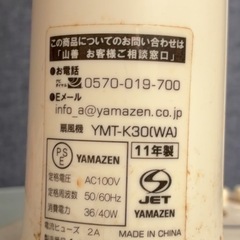 この商品についてのお問い合わせは
「山善 お客様ご相談窓口」
●お電話
0570-019-700
●Eメール
info_a@yamazen.co.jp
扇風機 YMT-K30(WA)
PSE YAMAZEN 11年製
定格電圧 AC100V
定格周波数 50/60Hz
定格消費電力 36/40W
電流ヒューズ 2A
JET
YAMAZEN